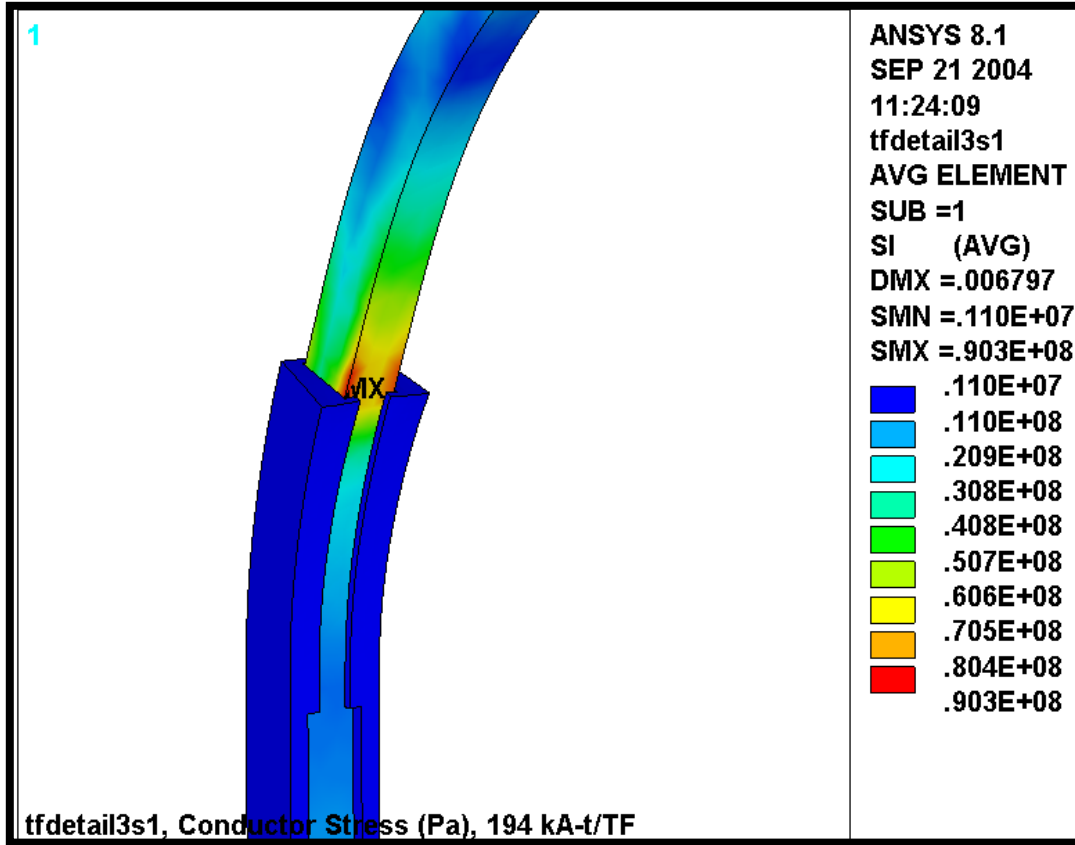 1
ANSYS 8.1
SEP 21 2004
11:24:09
tfdetail3s1
AVG ELEMENT
SUB =1
SI (AVG)
DMX =.006797
SMN =.110E+07
SMX =.903E+08
.110E+07
.110E+08
.209E+08
.308E+08
.408E+08
.507E+08
.606E+08
.705E+08
.804E+08
.903E+08
MX
tfdetail3s1, Conductor Stress (Pa), 194 kA-t/TF